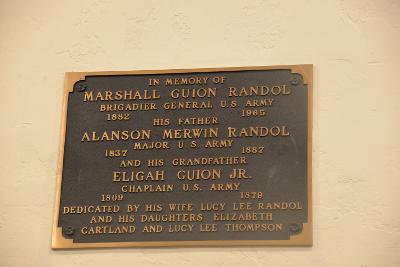 IN MEMORY OF
MARSHALL GUION RANDOL
BRIGADIER GENERAL U.S. ARMY
1882 1965
HIS FATHER
ALANSON MERWIN RANDOL
MAJOR U.S. ARMY
1837 1887
AND HIS GRANDFATHER
ELIGAH GUION JR.
CHAPLAIN U.S. ARMY
1809 1879
DEDICATED BY HIS WIFE LUCY LEE RANDOL
AND HIS DAUGHTERS ELIZABETH
CARTLAND AND LUCY LEE THOMPSON